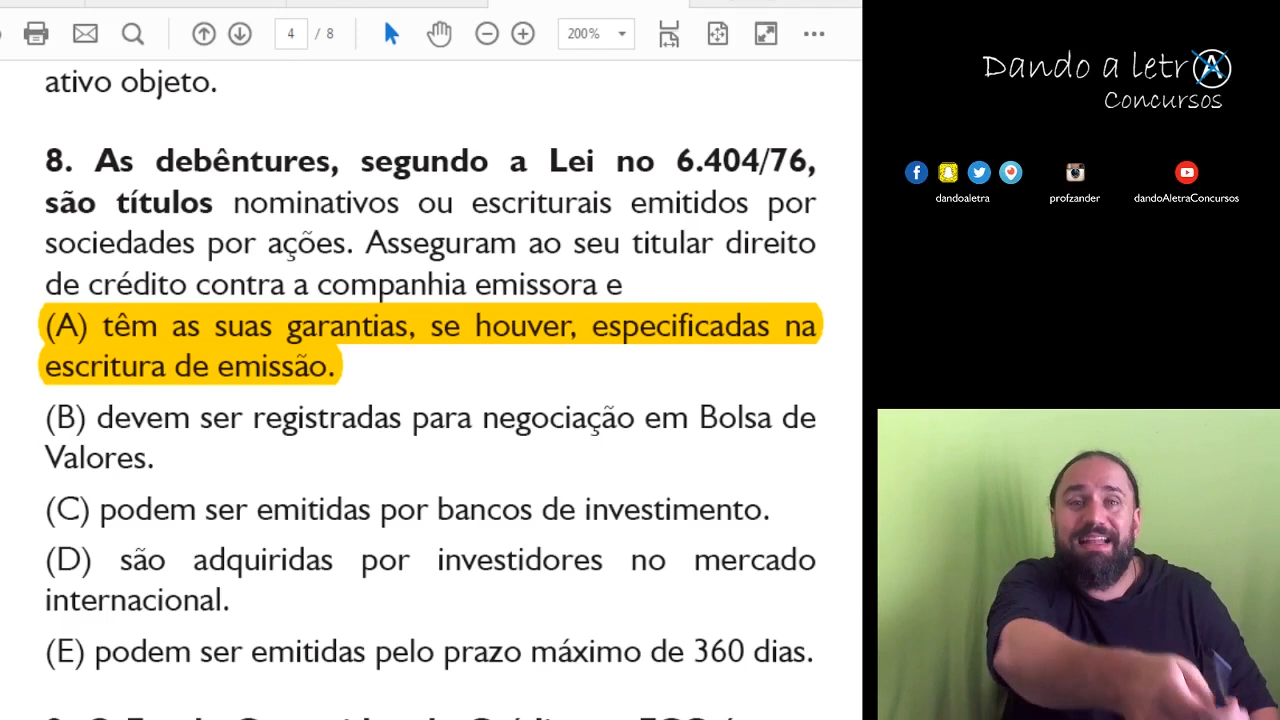 4 / 8
200%
ativo objeto.
8. As debêntures, segundo a Lei no 6.404/76,
são títulos nominativos ou escriturais emitidos por
sociedades por ações. Asseguram ao seu titular direito
de crédito contra a companhia emissora e
(A) têm as suas garantias, se houver, especificadas na
escritura de emissão.
(B) devem ser registradas para negociação em Bolsa de
Valores.
(C) podem ser emitidas por bancos de investimento.
(D) são adquiridas por investidores no mercado
internacional.
(E) podem ser emitidas pelo prazo máximo de 360 dias.
Dando a letrA
Concursos
dandoaletra
profzander
dandoAletraConcursos